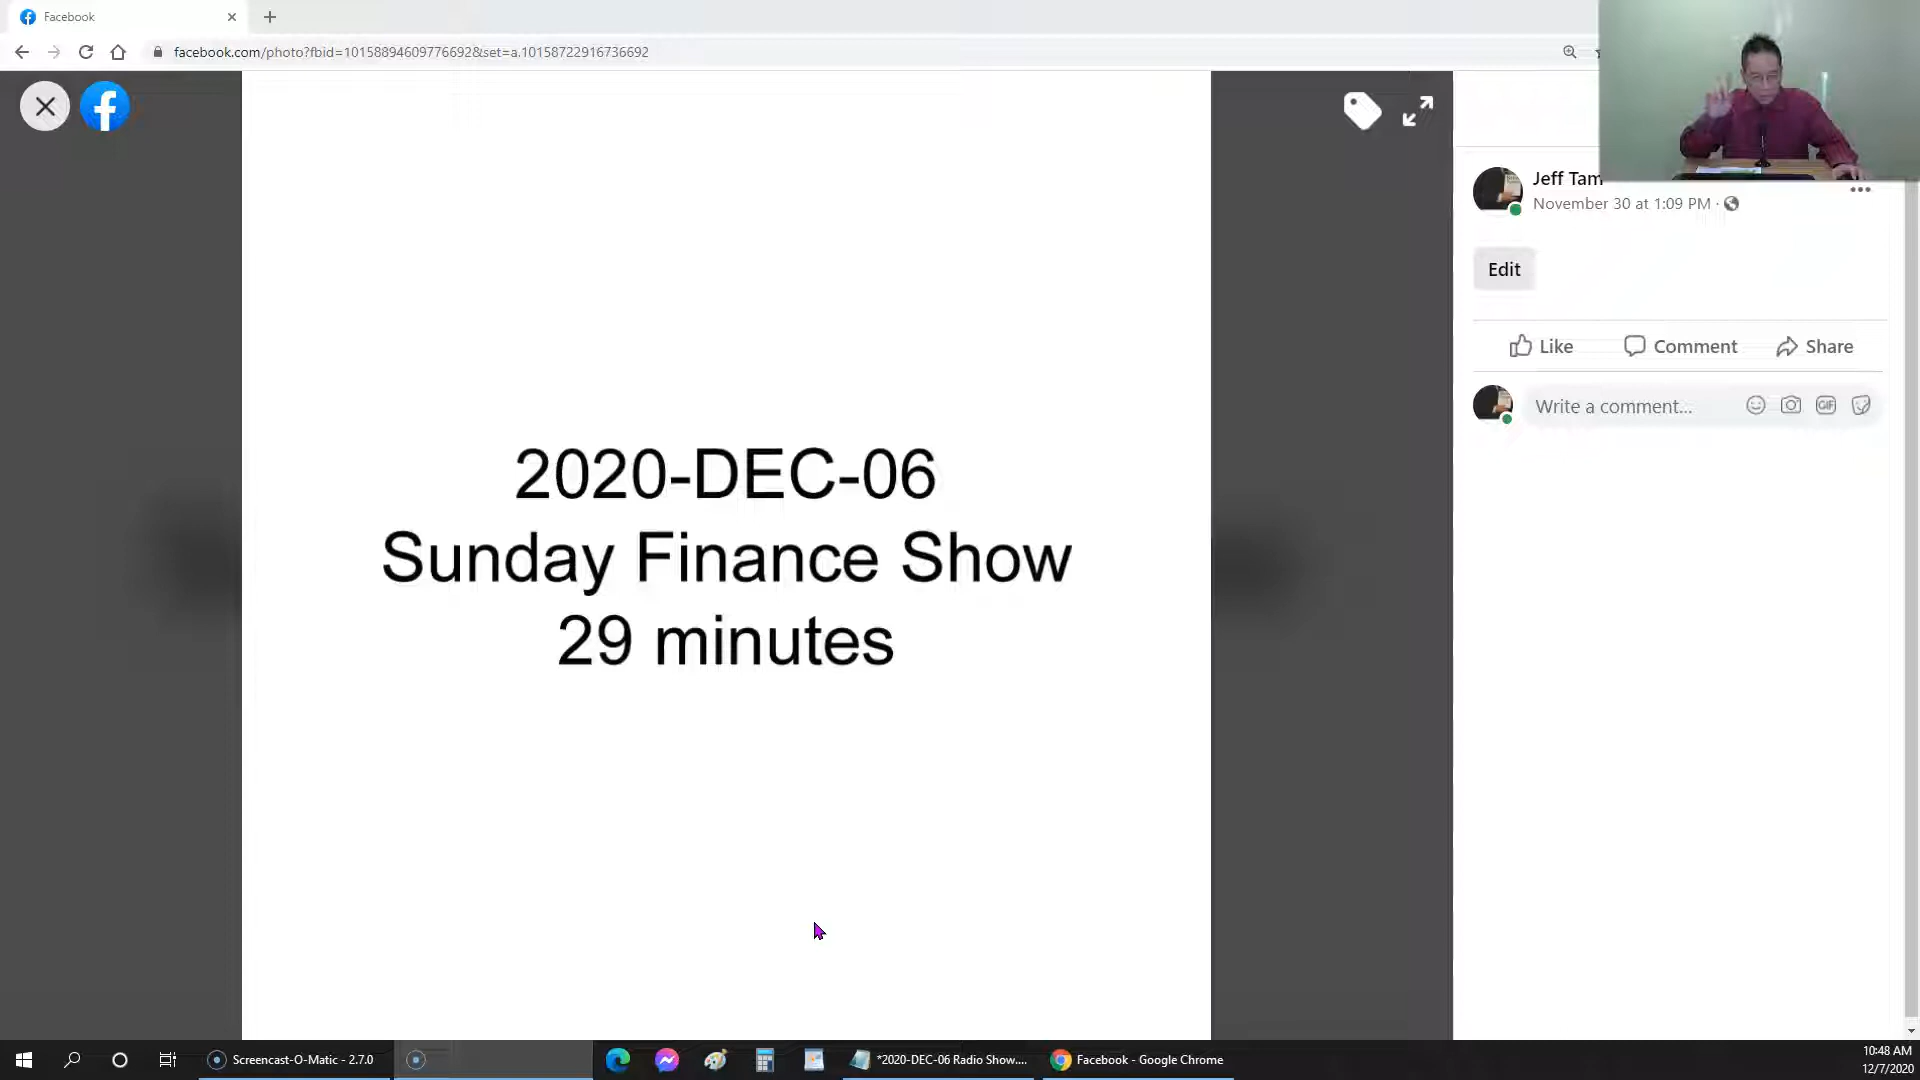 Facebook
facebook.com/photo?fbid=10158894609776692&set=a.10158722916736692
Jeff Tam
November 30 at 1:09 PM ·
Edit
Like
Comment
Share
Write a comment...
GIF
2020-DEC-06
Sunday Finance Show
29 minutes
Screencast-O-Matic - 2.7.0
*2020-DEC-06 Radio Show....
Facebook - Google Chrome
10:48 AM
12/7/2020